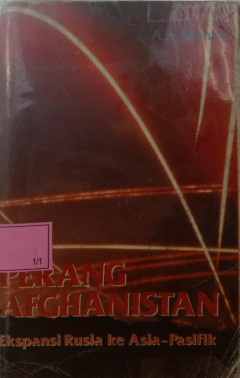 1/1
PERANG
AFGHANISTAN
Ekspansi Rusia ke Asia-Pasifik